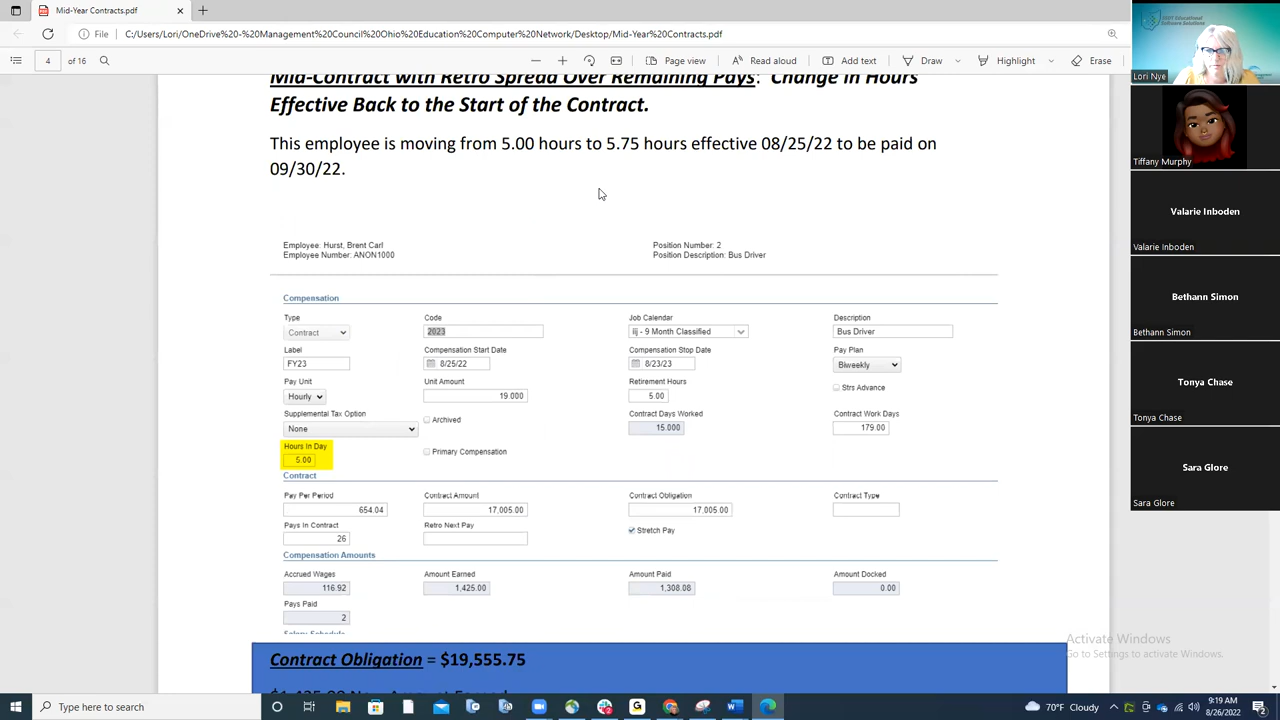 Mid-Year Contracts.pdf
File
C:/Users/Lori/OneDrive%20-%20Management%20Council%20Ohio%20Education%20Computer%20Network/Desktop/Mid-Year%20Contracts.pdf
4 of 16
Page view
Read aloud
Add text
Draw
Highlight
Erase
Mid-Contract with Retro Spread Over Remaining Pays: Change in Hours
Effective Back to the Start of the Contract.
This employee is moving from 5.00 hours to 5.75 hours effective 08/25/22 to be paid on
09/30/22.
Employee: Hurst, Brent Carl
Position Number: 2
Employee Number: ANON1000
Position Description: Bus Driver
Compensation
Type
Code
Job Calendar
Description
Contract
2023
iij - 9 Month Classified
Bus Driver
Label
Compensation Start Date
Compensation Stop Date
Pay Plan
FY23
8/25/22
8/23/23
Biweekly
Pay Unit
Unit Amount
Retirement Hours
Strs Advance
Hourly
19.000
5.00
Supplemental Tax Option
Archived
Contract Days Worked
Contract Work Days
None
15.000
179.00
Hours In Day
5.00
Primary Compensation
Contract
Pay Per Period
Contract Amount
Contract Obligation
Contract Type
654.04
17,005.00
17,005.00
Pays In Contract
Retro Next Pay
Stretch Pay
26
Compensation Amounts
Accrued Wages
Amount Earned
Amount Paid
Amount Docked
116.92
1,425.00
1,308.08
0.00
Pays Paid
2
Salary Schedule
Contract Obligation = $19,555.75
Activate Windows
Go to Settings to activate Windows.
Lori Nye
Tiffany Murphy
Valarie Inboden
Valarie Inboden
Bethann Simon
Bethann Simon
Tonya Chase
Tonya Chase
Sara Glore
Sara Glore
Type here to search
70°F Cloudy
9:19 AM
8/26/2022
2